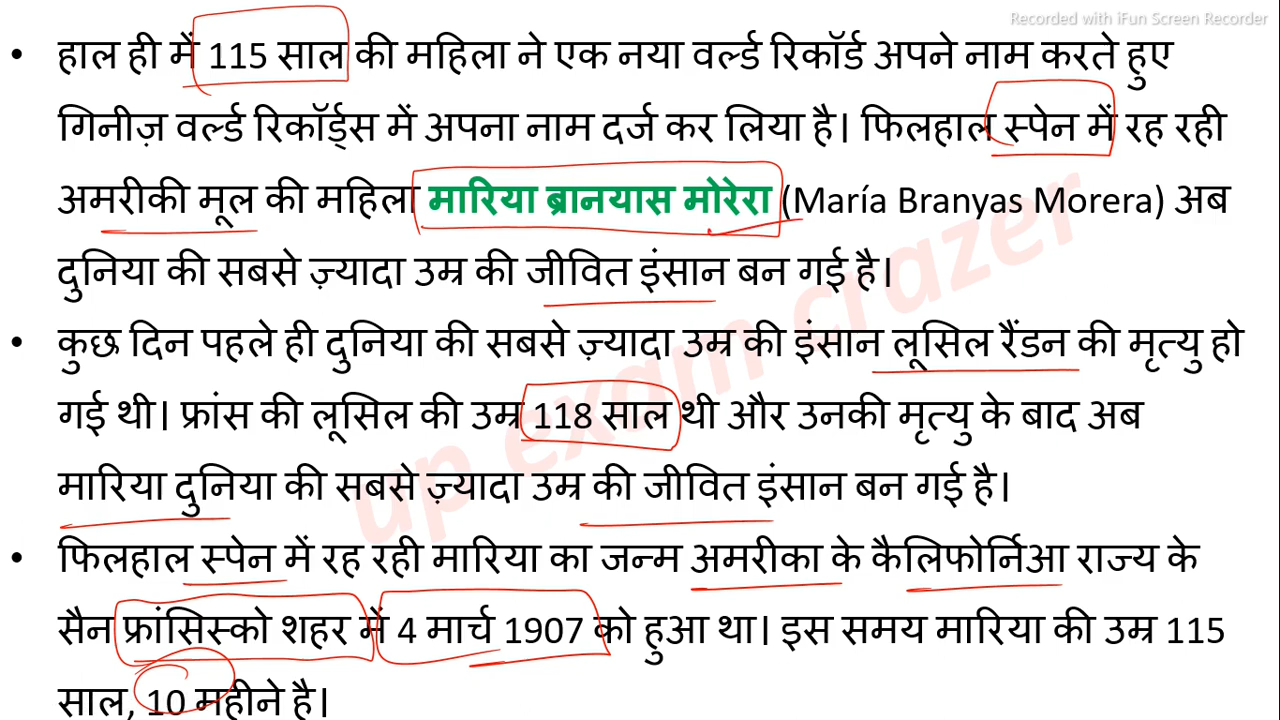 Recorded with iFun Screen Recorder
• हाल ही में 115 साल की महिला ने एक नया वर्ल्ड रिकॉर्ड अपने नाम करते हुए
गिनीज़ वर्ल्ड रिकॉर्ड्स में अपना नाम दर्ज कर लिया है। फिलहाल स्पेन में रह रही
अमरीकी मूल की महिला मारिया ब्रानयास मोरेरा (María Branyas Morera) अब
दुनिया की सबसे ज़्यादा उम्र की जीवित इंसान बन गई है।
• कुछ दिन पहले ही दुनिया की सबसे ज़्यादा उम्र की इंसान लूसिल रैंडन की मृत्यु हो
गई थी। फ्रांस की लूसिल की उम्र 118 साल थी और उनकी मृत्यु के बाद अब
मारिया दुनिया की सबसे ज़्यादा उम्र की जीवित इंसान बन गई है।
• फिलहाल स्पेन में रह रही मारिया का जन्म अमरीका के कैलिफोर्निआ राज्य के
सैन फ्रांसिस्को शहर में 4 मार्च 1907 को हुआ था। इस समय मारिया की उम्र 115
साल, 10 महीने है।
up exam crazer